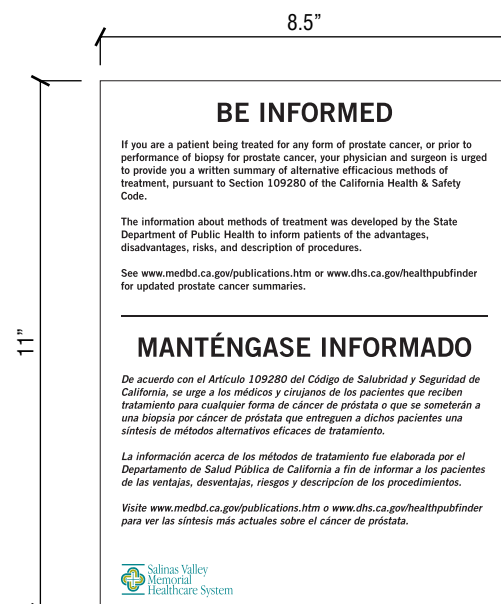 8.5”
11”
BE INFORMED
If you are a patient being treated for any form of prostate cancer, or prior to
performance of biopsy for prostate cancer, your physician and surgeon is urged
to provide you a written summary of alternative efficacious methods of
treatment, pursuant to Section 109280 of the California Health & Safety
Code.
The information about methods of treatment was developed by the State
Department of Public Health to inform patients of the advantages,
disadvantages, risks, and description of procedures.
See www.medbd.ca.gov/publications.htm or www.dhs.ca.gov/healthpubfinder
for updated prostate cancer summaries.
MANTÉNGASE INFORMADO
De acuerdo con el Artículo 109280 del Código de Salubridad y Seguridad de
California, se urge a los médicos y cirujanos de los pacientes que reciben
tratamiento para cualquier forma de cáncer de próstata o que se someterán a
una biopsia por cáncer de próstata que entreguen a dichos pacientes una
síntesis de métodos alternativos eficaces de tratamiento.
La información acerca de los métodos de tratamiento fue elaborada por el
Departamento de Salud Pública de California a fin de informar a los pacientes
de las ventajas, desventajas, riesgos y descripcíon de los procedimientos.
Visite www.medbd.ca.gov/publications.htm o www.dhs.ca.gov/healthpubfinder
para ver las síntesis más actuales sobre el cáncer de próstata.
Salinas Valley
Memorial
Healthcare System